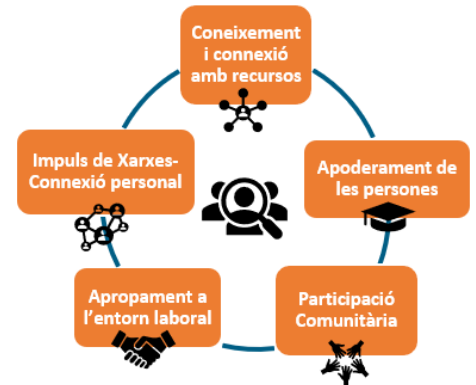 Coneixement
i connexió
amb recursos
Apoderament de
les persones
Participació
Comunitària
Apropament a
l'entorn laboral
Impuls de Xarxes-
Connexió personal